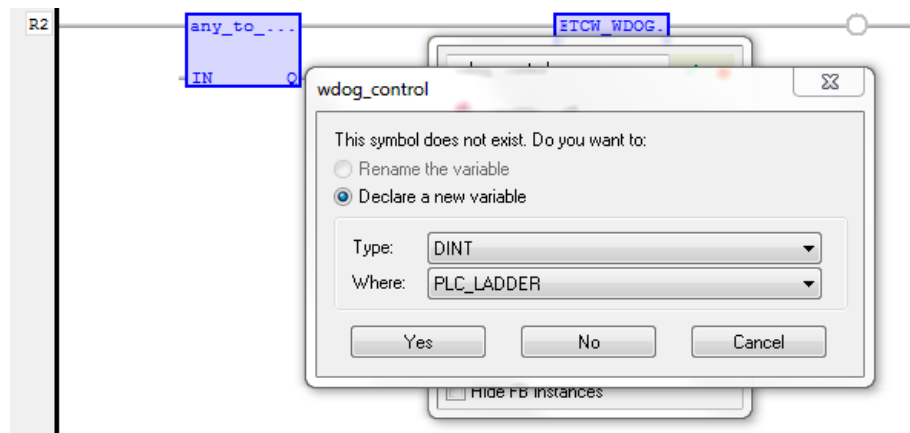 R2
any_to_...
ETCW_WDOG.
IN Q
wdog_control
This symbol does not exist. Do you want to:
Rename the variable
Declare a new variable
Type: DINT
Where: PLC_LADDER
Yes No Cancel
Hide FB Instances